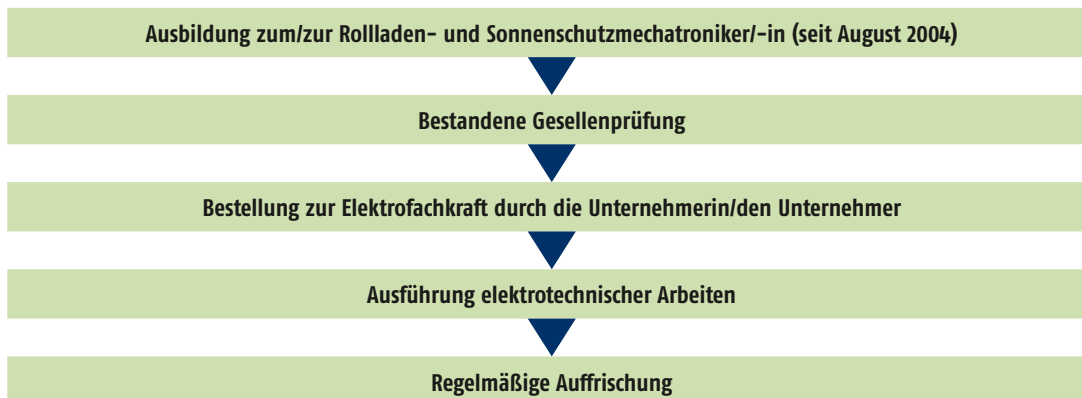 Ausbildung zum/zur Rollladen- und Sonnenschutzmechatroniker/-in (seit August 2004)
Bestandene Gesellenprüfung
Bestellung zur Elektrofachkraft durch die Unternehmerin/den Unternehmer
Ausführung elektrotechnischer Arbeiten
Regelmäßige Auffrischung